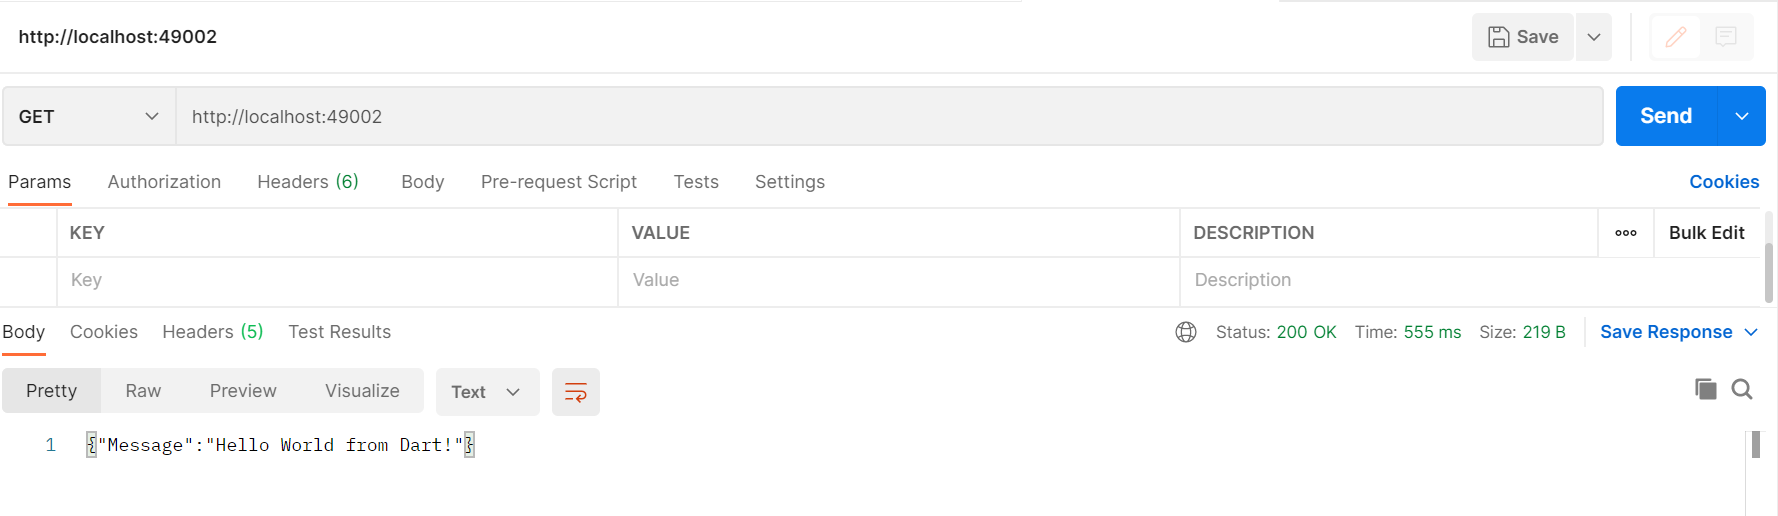 http://localhost:49002
Save
GET
http://localhost:49002
Send
Params Authorization Headers (6) Body Pre-request Script Tests Settings Cookies
KEY VALUE DESCRIPTION ooo Bulk Edit
Key Value Description
Body Cookies Headers (5) Test Results Status: 200 OK Time: 555 ms Size: 219 B Save Response
Pretty Raw Preview Visualize Text
1 {"Message":"Hello World from Dart!"}